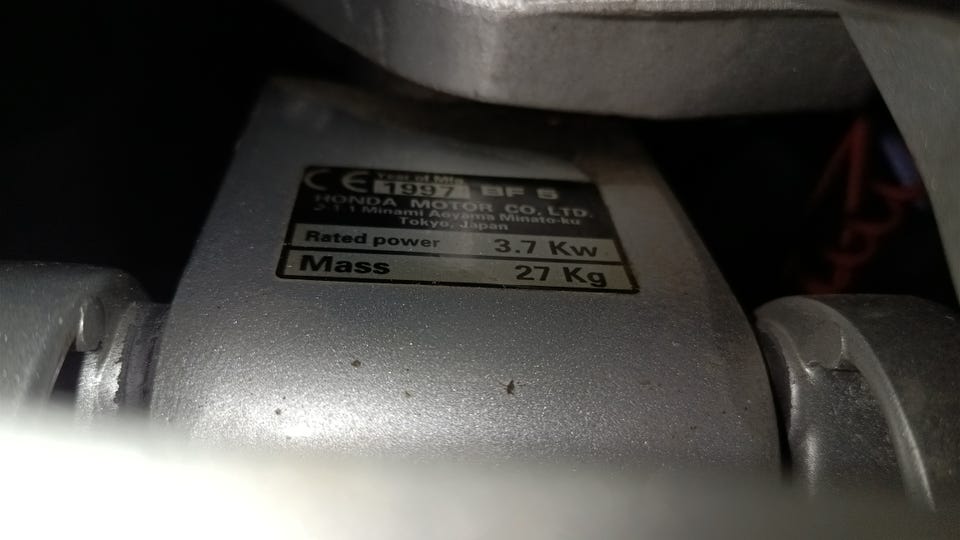 CE Year of Mfg
1997 BF 5
HONDA MOTOR CO., LTD.
2-1-1 Minami Aoyama Minato-ku
Tokyo, Japan
Rated power 3.7 Kw
Mass 27 Kg